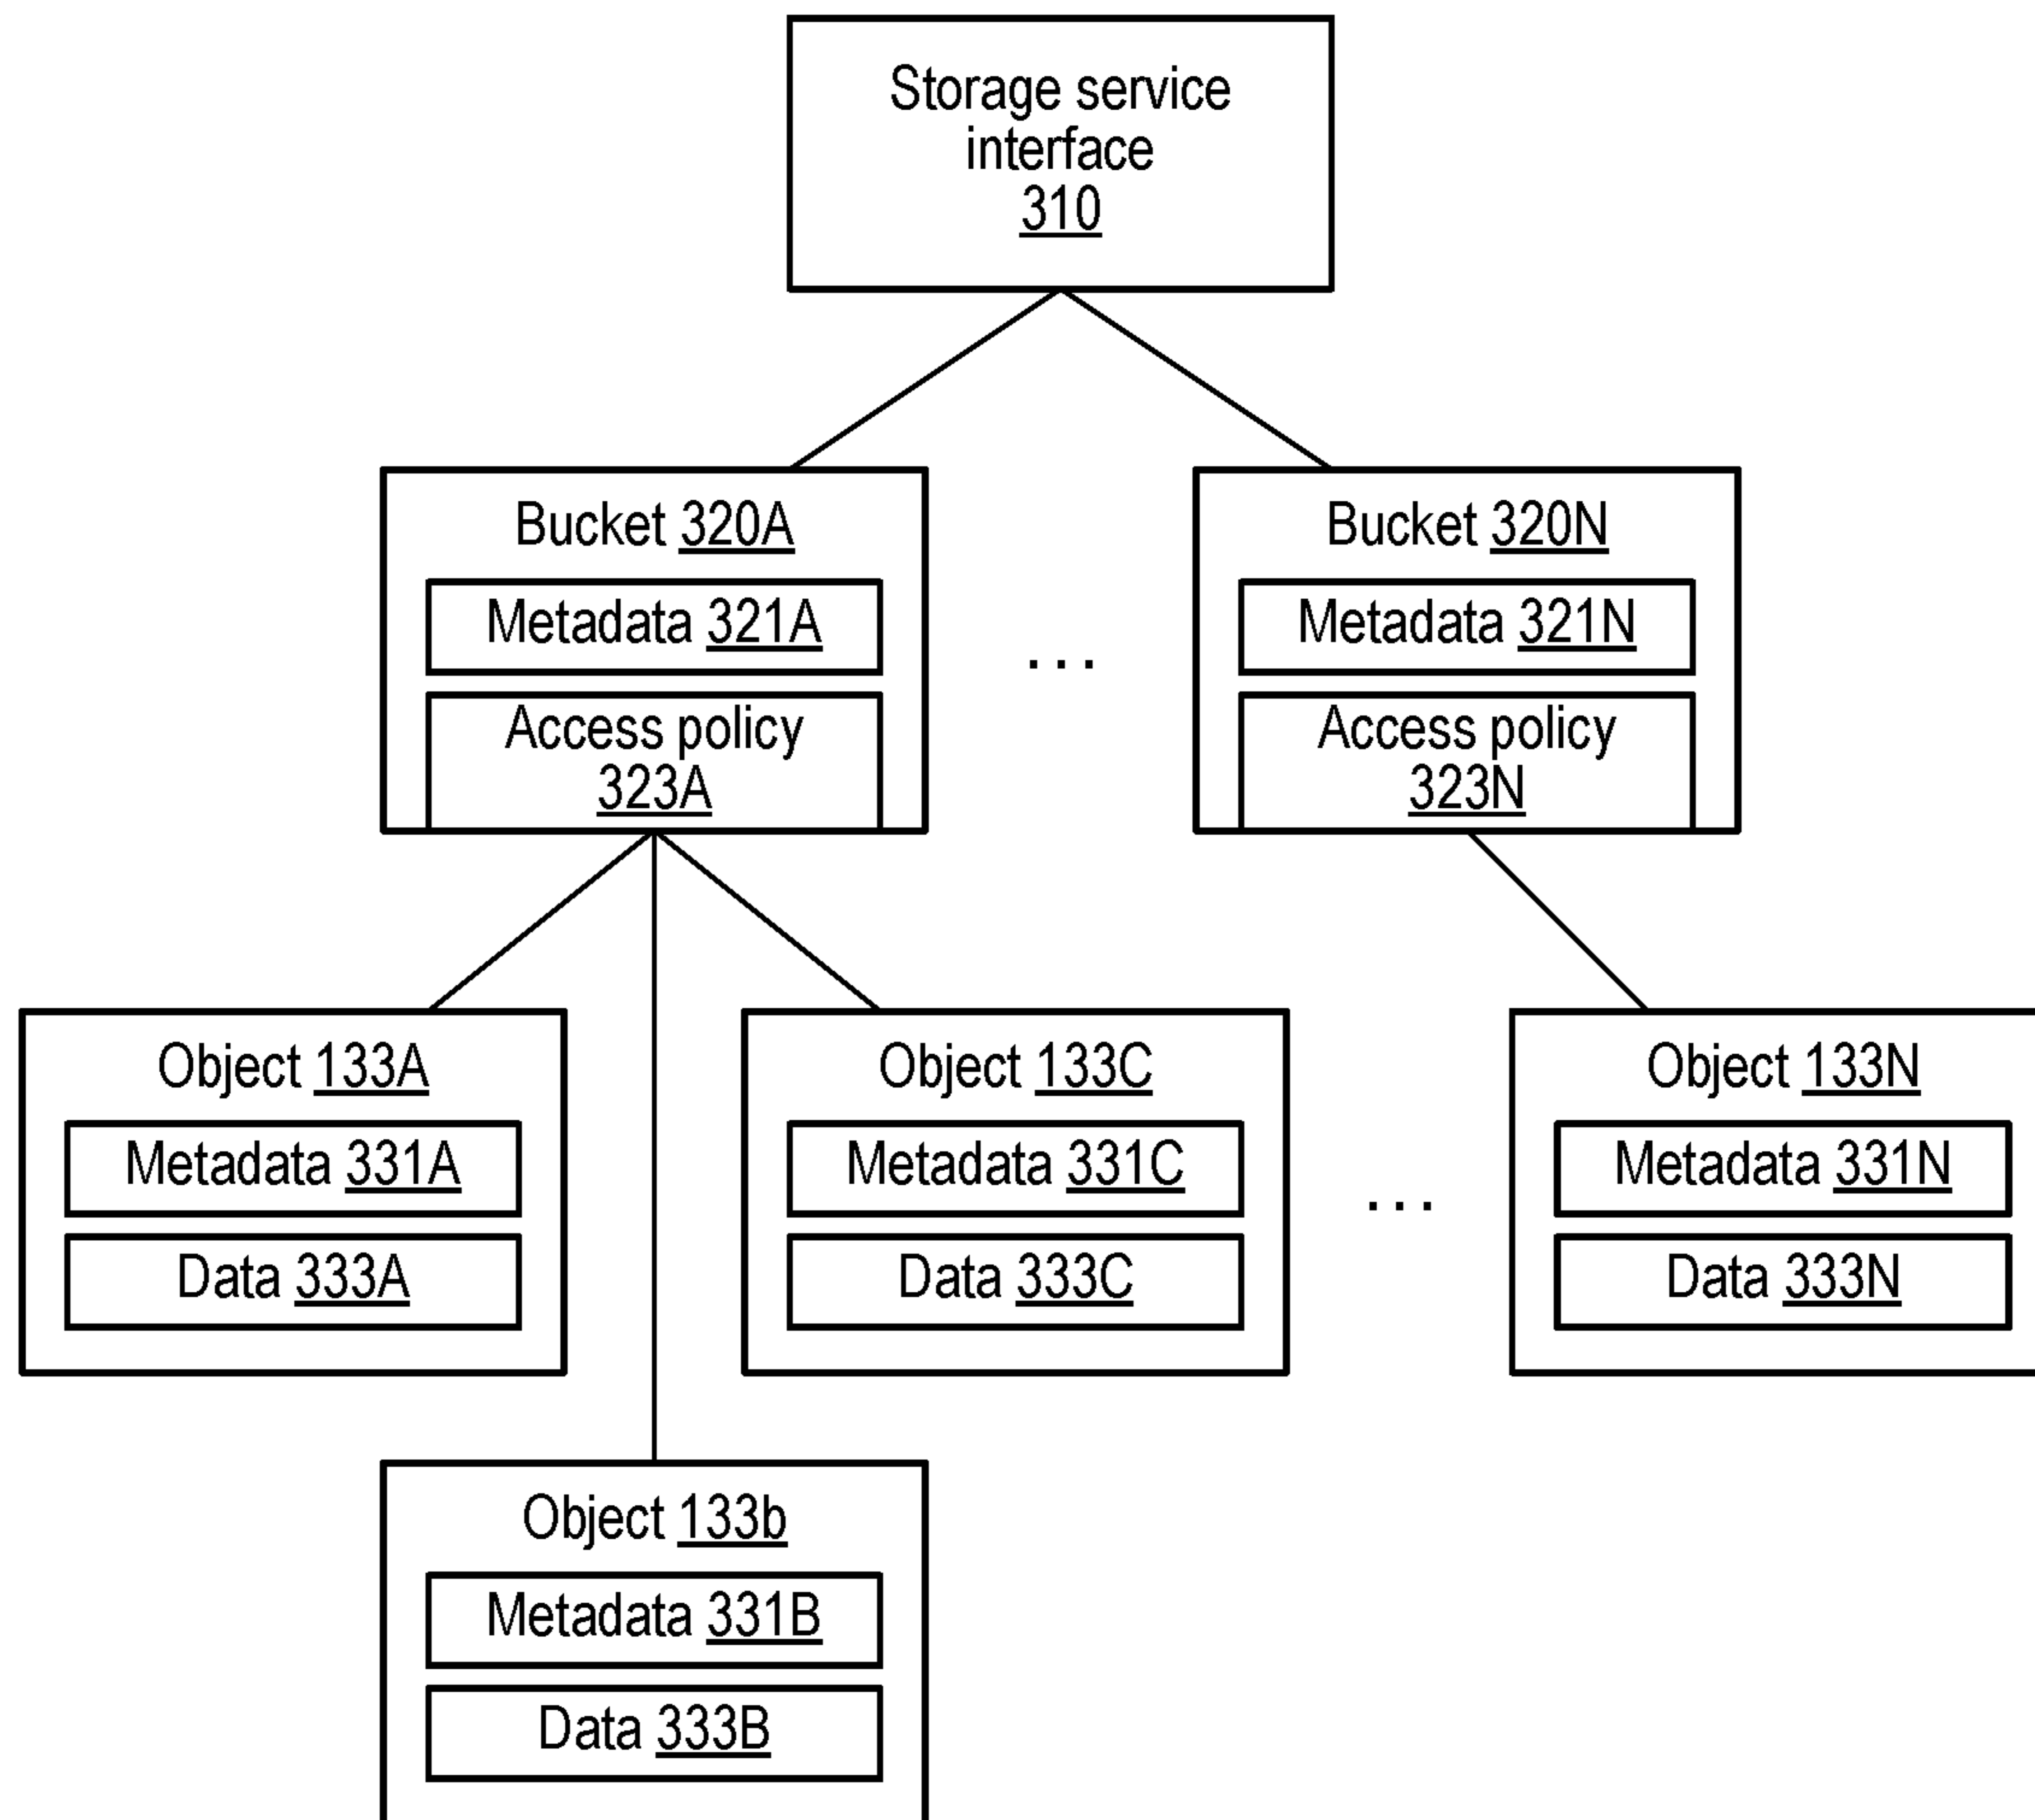 Storage service
interface
310
Bucket 320A
Metadata 321A
Access policy
323A
...
Bucket 320N
Metadata 321N
Access policy
323N
Object 133A
Metadata 331A
Data 333A
Object 133C
Metadata 331C
Data 333C
...
Object 133N
Metadata 331N
Data 333N
Object 133b
Metadata 331B
Data 333B